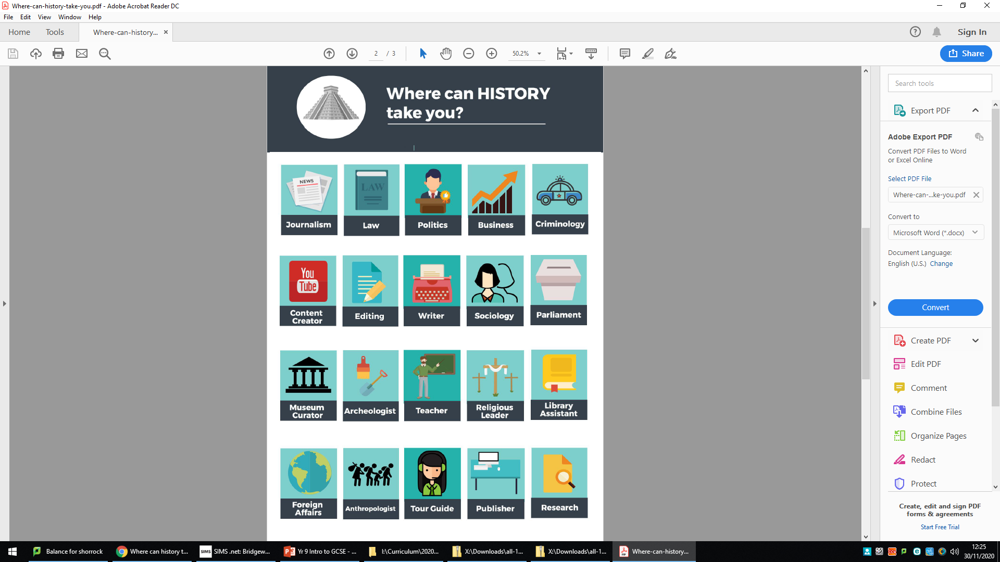 Where-can-history-take-you.pdf - Adobe Acrobat Reader DC
File Edit View Window Help
Home Tools Where-can-history... × Sign In
2 / 3 50.2% Share
Where can HISTORY
take you?
NEWS
LAW
Journalism Law Politics Business Criminology
You
Tube
Content
Creator
Editing Writer Sociology Parliament
Museum
Curator
Archeologist Teacher
Religious
Leader
Library
Assistant
Foreign
Affairs
Anthropologist Tour Guide Publisher Research
Search tools
Export PDF
Adobe Export PDF
Convert PDF Files to Word
or Excel Online
Select PDF File
Where-can-...ke-you.pdf
Convert to
Microsoft Word (*.docx)
Document Language:
English (U.S.) Change
Convert
Create PDF
Edit PDF
Comment
Combine Files
Organize Pages
Redact
Protect
Create, edit and sign PDF
forms & agreements
Start Free Trial
Balance for shorrock Where can history t... SIMS SIMS .net: Bridgew... Yr 9 Intro to GCSE - ... I:\Curriculum\2020... X:\Downloads\all-1... X:\Downloads\all-1... Where-can-history...
12:25
30/11/2020